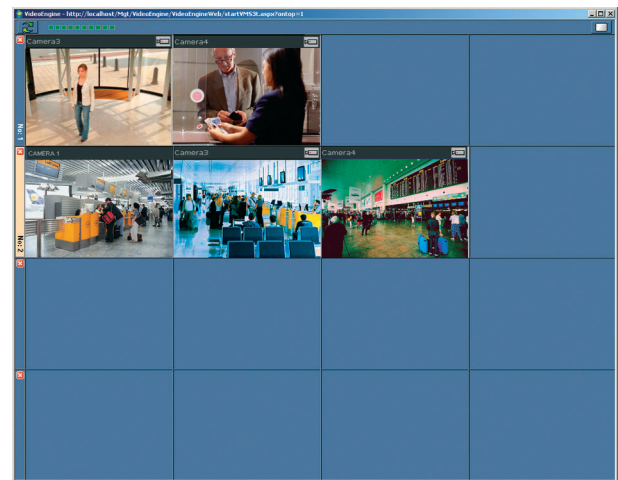 VideoEngine - http://localhost/Mgt/VideoEngine/VideoEngineWeb/startVMS3t.aspx?ontop=1
Camera3 Camera4
No: 1
CAMERA 1 Camera3 Camera4
No: 2